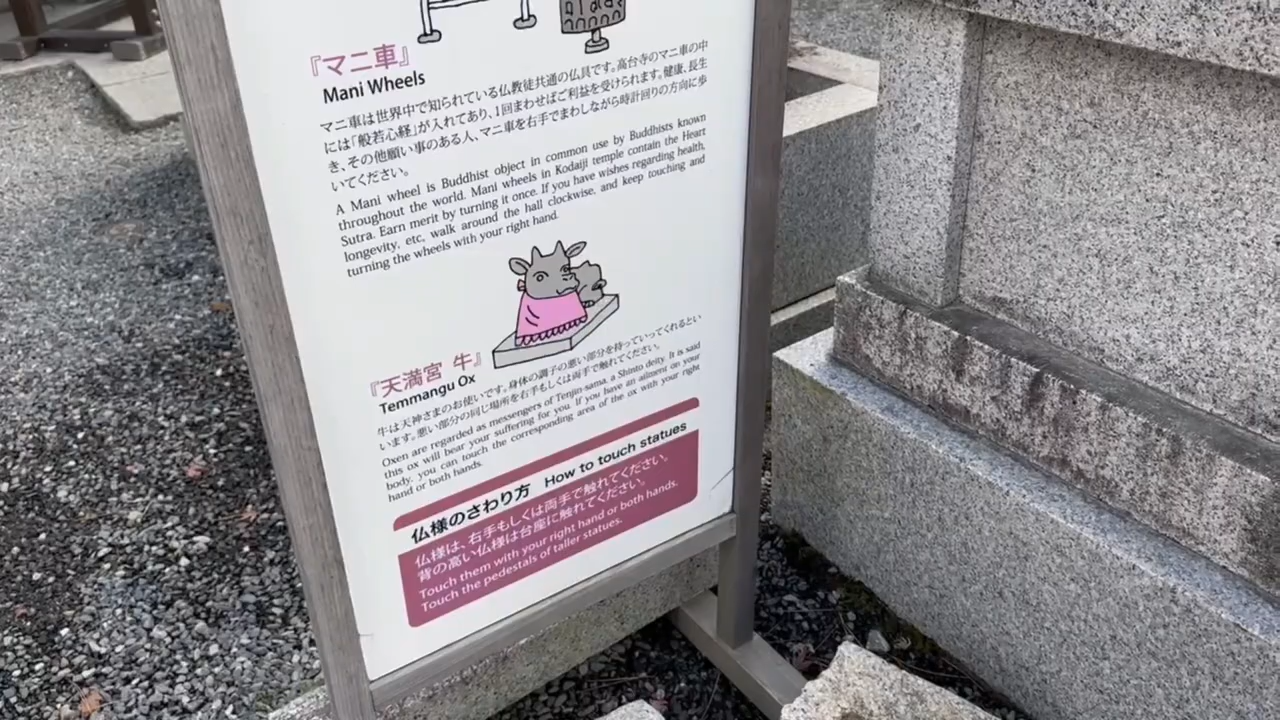 『マニ車』
Mani Wheels
マニ車は世界中で知られている仏教徒共通の仏具です。高台寺のマニ車の中
には「般若心経」が入れてあり、1回まわせばご利益を受けられます。健康、長生
き、その他願い事のある人、マニ車を右手でまわしながら時計回りの方向に歩
いてください。
A Mani wheel is Buddhist object in common use by Buddhists known
throughout the world. Mani wheels in Kodaiji temple contain the Heart
Sutra. Earn merit by turning it once. If you have wishes regarding health,
longevity, etc, walk around the hall clockwise, and keep touching and
turning the wheels with your right hand.
『天満宮 牛』
Temmangu Ox
牛は天神さまのお使いです。身体の調子の悪い部分を持っていってくれるとい
います。悪い部分の同じ場所を右手もしくは両手で触れてください。
Oxen are regarded as messengers of Tenjin-sama, a Shinto deity. It is said
this ox will bear your suffering for you. If you have an ailment on your
body, you can touch the corresponding area of the ox with your right
hand or both hands.
仏様のさわり方 How to touch statues
仏様は、右手もしくは両手で触れてください。
背の高い仏様は台座に触れてください。
Touch them with your right hand or both hands.
Touch the pedestals of taller statues.